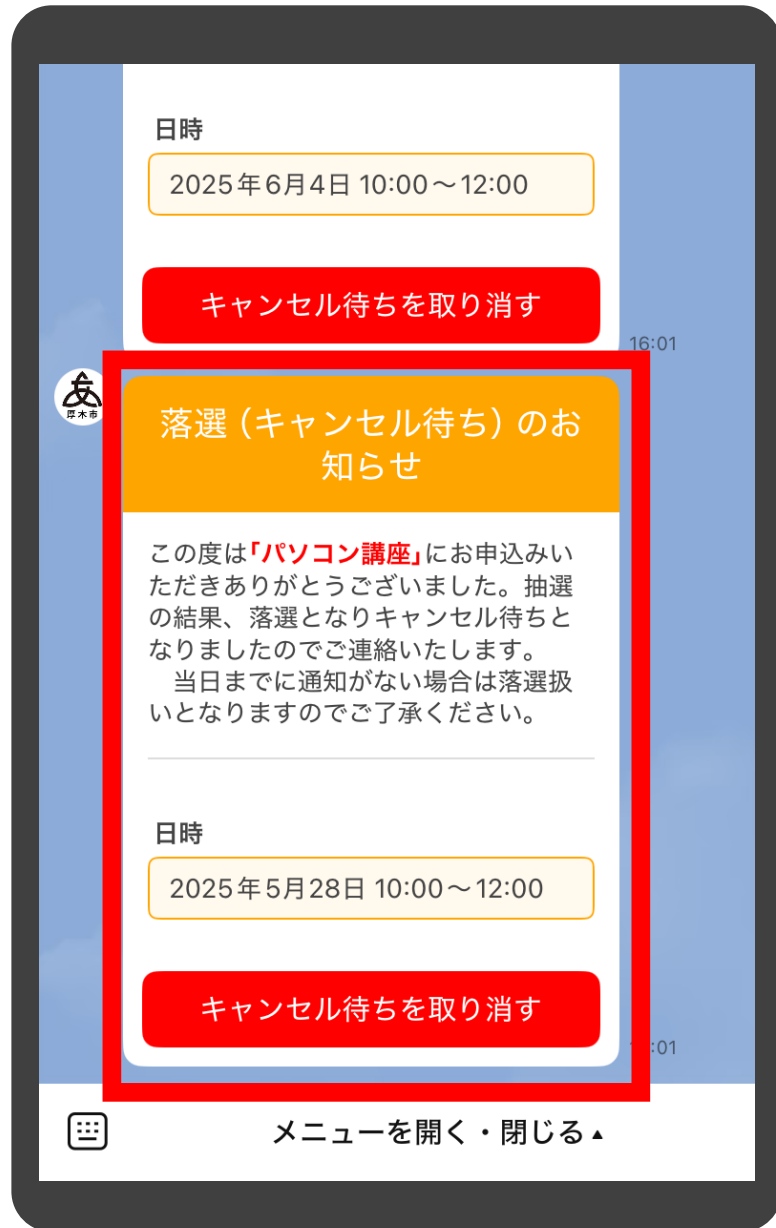 日時
2025年6月4日 10:00～12:00
キャンセル待ちを取り消す
16:01
厚木市
落選（キャンセル待ち）のお
知らせ
この度は「パソコン講座」にお申込みい
ただきありがとうございました。抽選
の結果、落選となりキャンセル待ちと
なりましたのでご連絡いたします。
　当日までに通知がない場合は落選扱
いとなりますのでご了承ください。
日時
2025年5月28日 10:00～12:00
キャンセル待ちを取り消す
:01
メニューを開く・閉じる▲